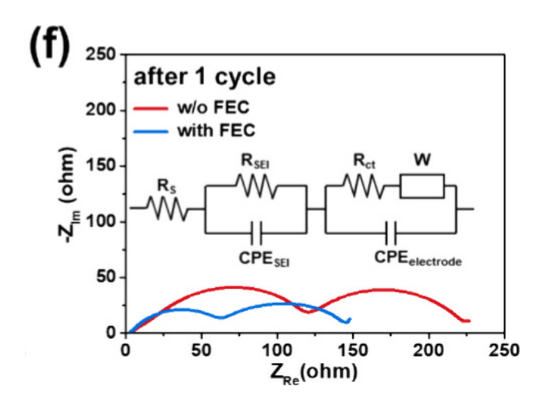 (f)
250
200
150
100
50
0
-Z_Im (ohm)
after 1 cycle
w/o FEC
with FEC
R_S
R_SEI
R_ct
W
CPE_SEI
CPE_electrode
0 50 100 150 200 250
Z_Re(ohm)